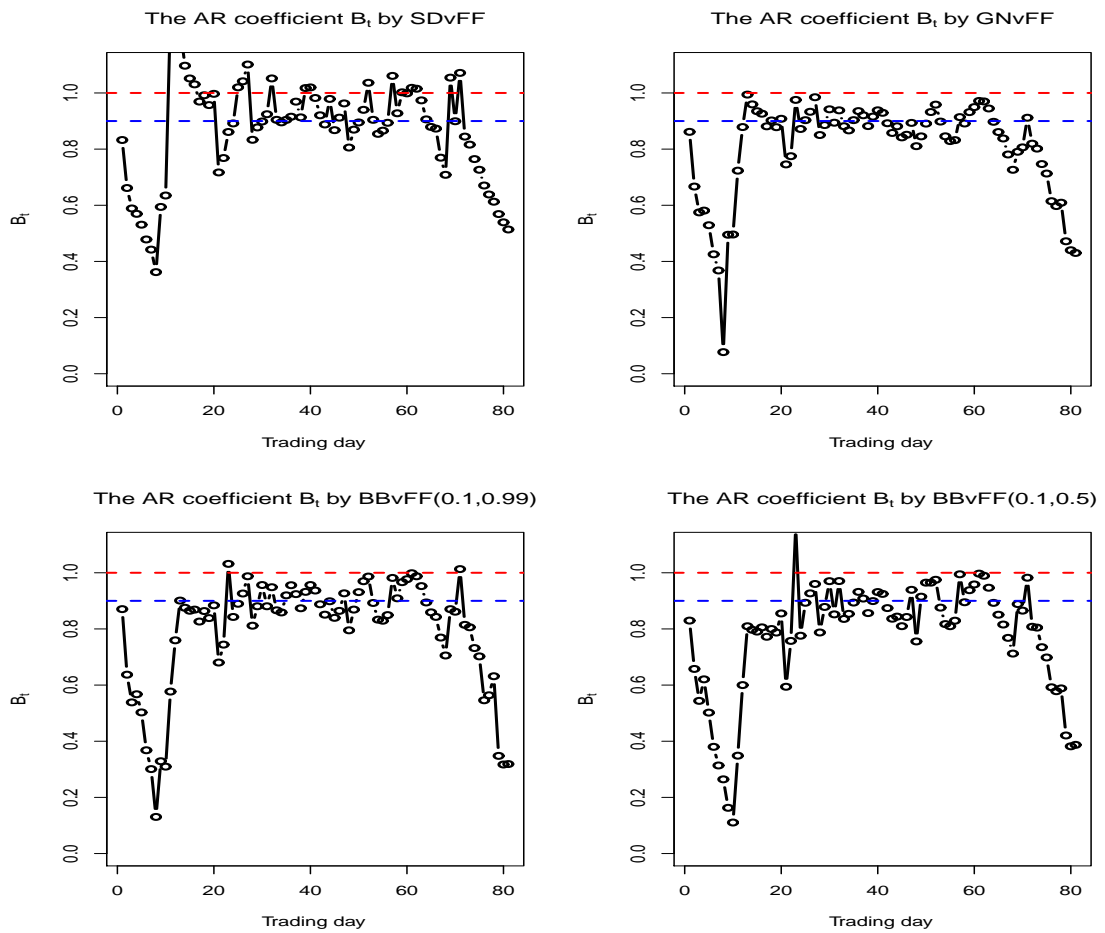 The AR coefficient Bt by SDvFF
Bt
1.0
0.8
0.6
0.4
0.2
0.0
0 20 40 60 80
Trading day
The AR coefficient Bt by GNvFF
Bt
1.0
0.8
0.6
0.4
0.2
0.0
0 20 40 60 80
Trading day
The AR coefficient Bt by BBvFF(0.1,0.99)
Bt
1.0
0.8
0.6
0.4
0.2
0.0
0 20 40 60 80
Trading day
The AR coefficient Bt by BBvFF(0.1,0.5)
Bt
1.0
0.8
0.6
0.4
0.2
0.0
0 20 40 60 80
Trading day